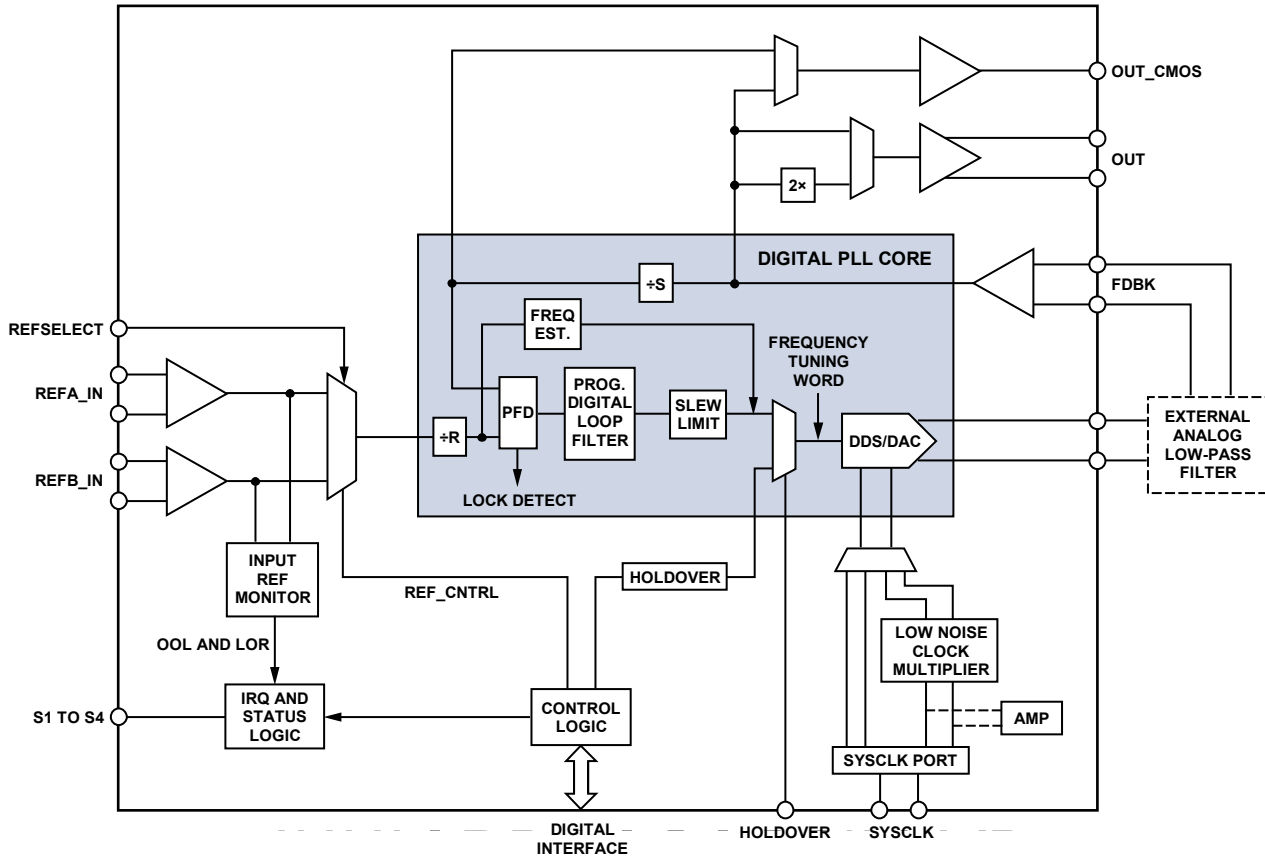 OUT_CMOS
OUT
2×
DIGITAL PLL CORE
÷S
FDBK
REFSELECT
FREQ
EST.
FREQUENCY
TUNING
WORD
REFA_IN
PFD
PROG.
DIGITAL
LOOP
FILTER
SLEW
LIMIT
÷R
DDS/DAC
EXTERNAL
ANALOG
LOW-PASS
FILTER
REFB_IN
LOCK DETECT
INPUT
REF
MONITOR
REF_CNTRL
HOLDOVER
OOL AND LOR
LOW NOISE
CLOCK
MULTIPLIER
S1 TO S4
IRQ AND
STATUS
LOGIC
CONTROL
LOGIC
AMP
SYSCLK PORT
DIGITAL
INTERFACE
HOLDOVER
SYSCLK